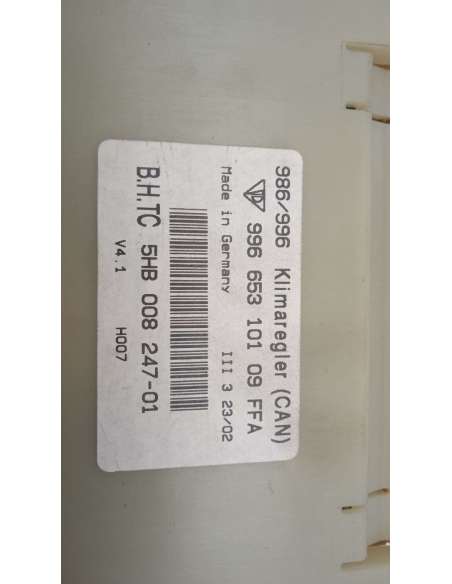 986/996 Klimaregler (CAN)
996 653 101 09 FFA
Made in Germany III 3 23/02
B.H.TC 5HB 008 247-01
V4.1 H007